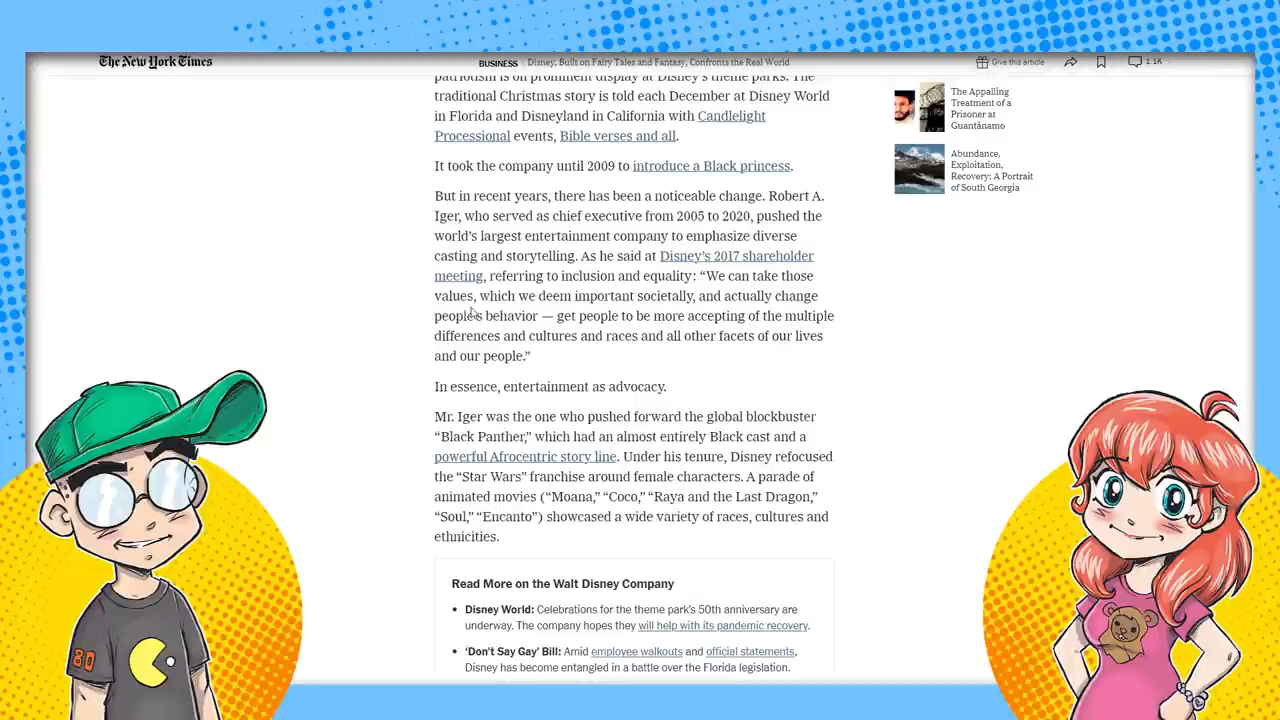 The New York Times
BUSINESS | Disney, Built on Fairy Tales and Fantasy, Confronts the Real World
Give this article
1.1K
patriotism is on prominent display at Disney's theme parks. The
traditional Christmas story is told each December at Disney World
in Florida and Disneyland in California with Candlelight
Processional events, Bible verses and all.
It took the company until 2009 to introduce a Black princess.
But in recent years, there has been a noticeable change. Robert A.
Iger, who served as chief executive from 2005 to 2020, pushed the
world's largest entertainment company to emphasize diverse
casting and storytelling. As he said at Disney's 2017 shareholder
meeting, referring to inclusion and equality: “We can take those
values, which we deem important societally, and actually change
people's behavior — get people to be more accepting of the multiple
differences and cultures and races and all other facets of our lives
and our people.”
In essence, entertainment as advocacy.
Mr. Iger was the one who pushed forward the global blockbuster
“Black Panther,” which had an almost entirely Black cast and a
powerful Afrocentric story line. Under his tenure, Disney refocused
the “Star Wars” franchise around female characters. A parade of
animated movies (“Moana,” “Coco,” “Raya and the Last Dragon,”
“Soul,” “Encanto”) showcased a wide variety of races, cultures and
ethnicities.
Read More on the Walt Disney Company
• Disney World: Celebrations for the theme park's 50th anniversary are
underway. The company hopes they will help with its pandemic recovery.
• ‘Don't Say Gay’ Bill: Amid employee walkouts and official statements,
Disney has become entangled in a battle over the Florida legislation.
The Appalling
Treatment of a
Prisoner at
Guantánamo
Abundance,
Exploitation,
Recovery: A Portrait
of South Georgia
80